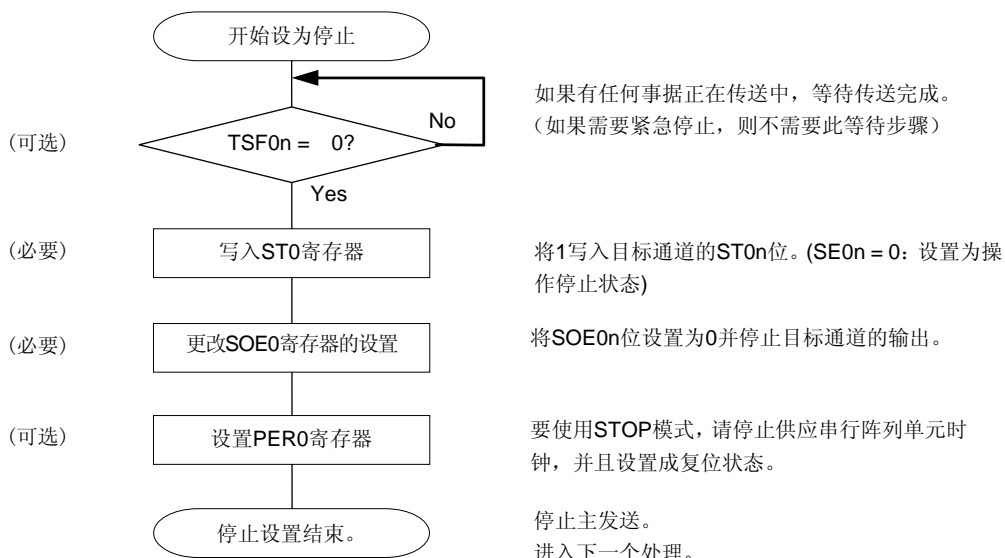 开始设为停止
如果有任何事据正在传送中，等待传送完成。
（如果需要紧急停止，则不需要此等待步骤）
No
(可选)
TSF0n = 0?
Yes
(必要)
写入ST0寄存器
将1写入目标通道的ST0n位。(SE0n = 0：设置为操
作停止状态)
(必要)
更改SOE0寄存器的设置
将SOE0n位设置为0并停止目标通道的输出。
(可选)
设置PER0寄存器
要使用STOP模式，请停止供应串行阵列单元时
钟，并且设置成复位状态。
停止设置结束。
停止主发送。
进入下一个处理。